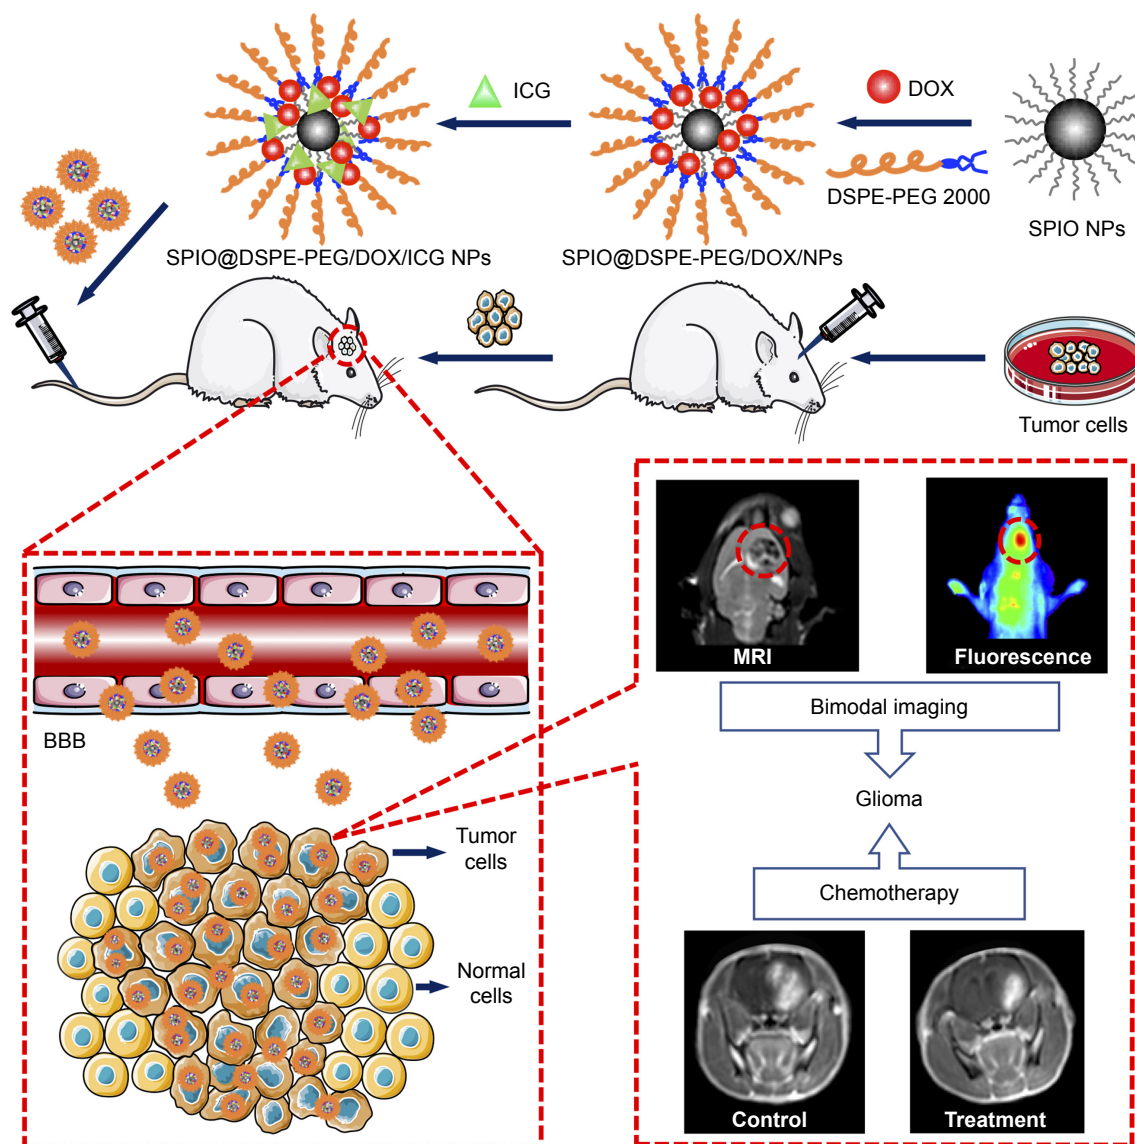 ICG
DOX
DSPE-PEG 2000
SPIO NPs
SPIO@DSPE-PEG/DOX/ICG NPs
SPIO@DSPE-PEG/DOX/NPs
Tumor cells
MRI
Fluorescence
Bimodal imaging
BBB
Glioma
Tumor
cells
Chemotherapy
Normal
cells
Control
Treatment